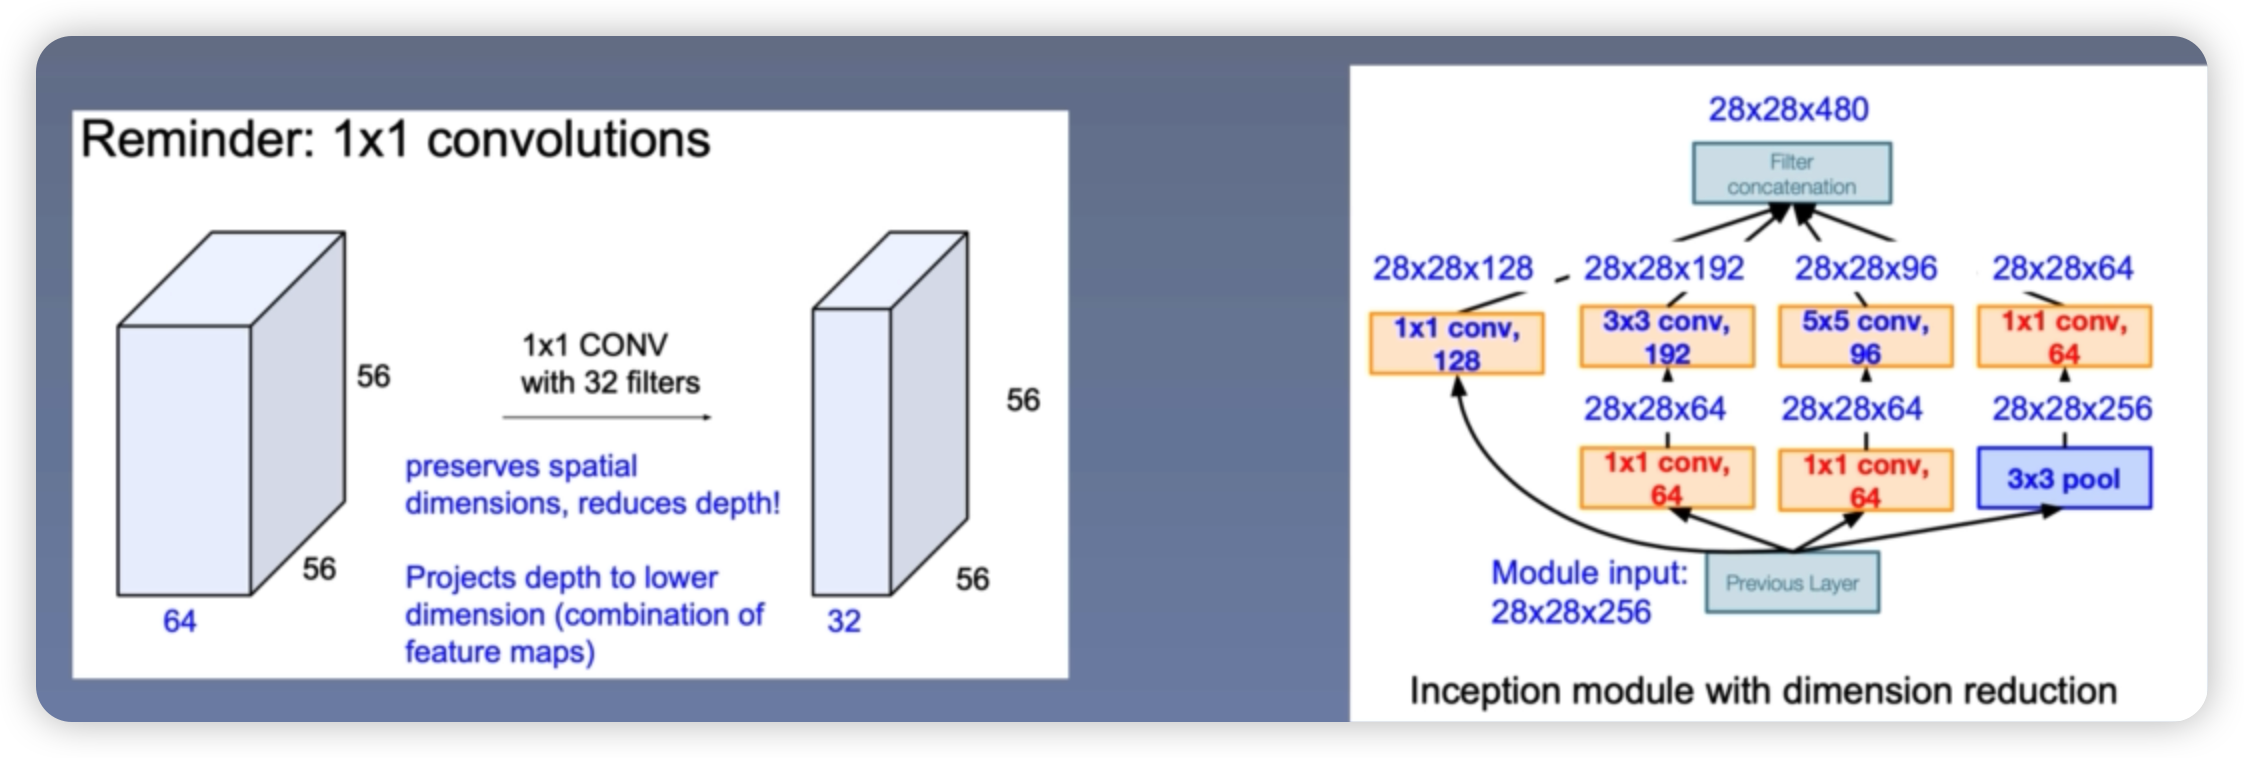 Reminder: 1x1 convolutions
56
1x1 CONV
with 32 filters
56
preserves spatial
dimensions, reduces depth!
56
56
Projects depth to lower
dimension (combination of
feature maps)
64
32
28x28x480
Filter
concatenation
28x28x128
28x28x192
28x28x96
28x28x64
1x1 conv,
128
3x3 conv,
192
5x5 conv,
96
1x1 conv,
64
28x28x64
28x28x64
28x28x256
1x1 conv,
64
1x1 conv,
64
3x3 pool
Module input:
28x28x256
Previous Layer
Inception module with dimension reduction